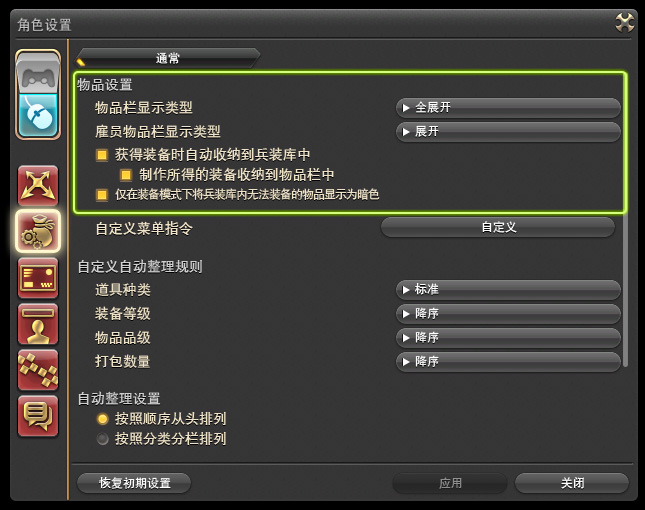 角色设置
通常
物品设置
物品栏显示类型 全展开
雇员物品栏显示类型 展开
获得装备时自动收纳到兵装库中
制作所得的装备收纳到物品栏中
仅在装备模式下将兵装库内无法装备的物品显示为暗色
自定义菜单指令 自定义
自定义自动整理规则
道具种类 标准
装备等级 降序
物品品级 降序
打包数量 降序
自动整理设置
按照顺序从头排列
按照分类分栏排列
恢复初期设置 应用 关闭